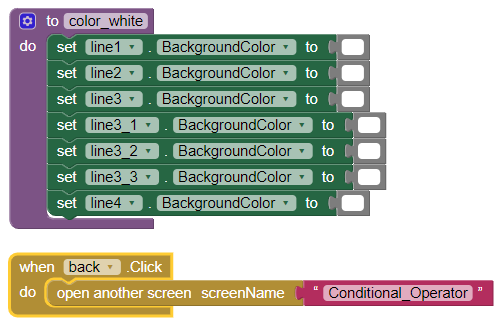 to color_white
do set line1 . BackgroundColor to
set line2 . BackgroundColor to
set line3 . BackgroundColor to
set line3_1 . BackgroundColor to
set line3_2 . BackgroundColor to
set line3_3 . BackgroundColor to
set line4 . BackgroundColor to
when back .Click
do open another screen screenName “ Conditional_Operator ”